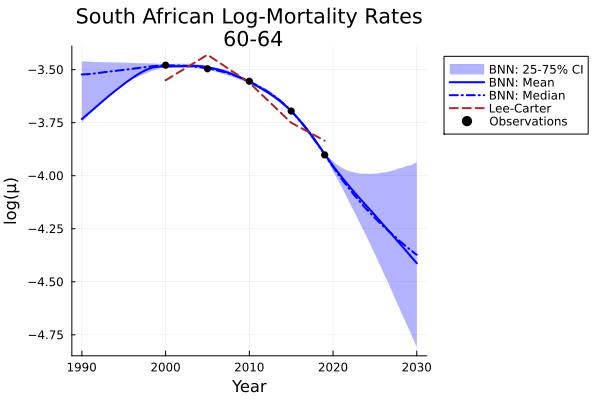 South African Log-Mortality Rates
60-64
−3.50
−3.75
−4.00
−4.25
−4.50
−4.75
log(μ)
1990
2000
2010
2020
2030
Year
BNN: 25-75% CI
BNN: Mean
BNN: Median
Lee-Carter
Observations